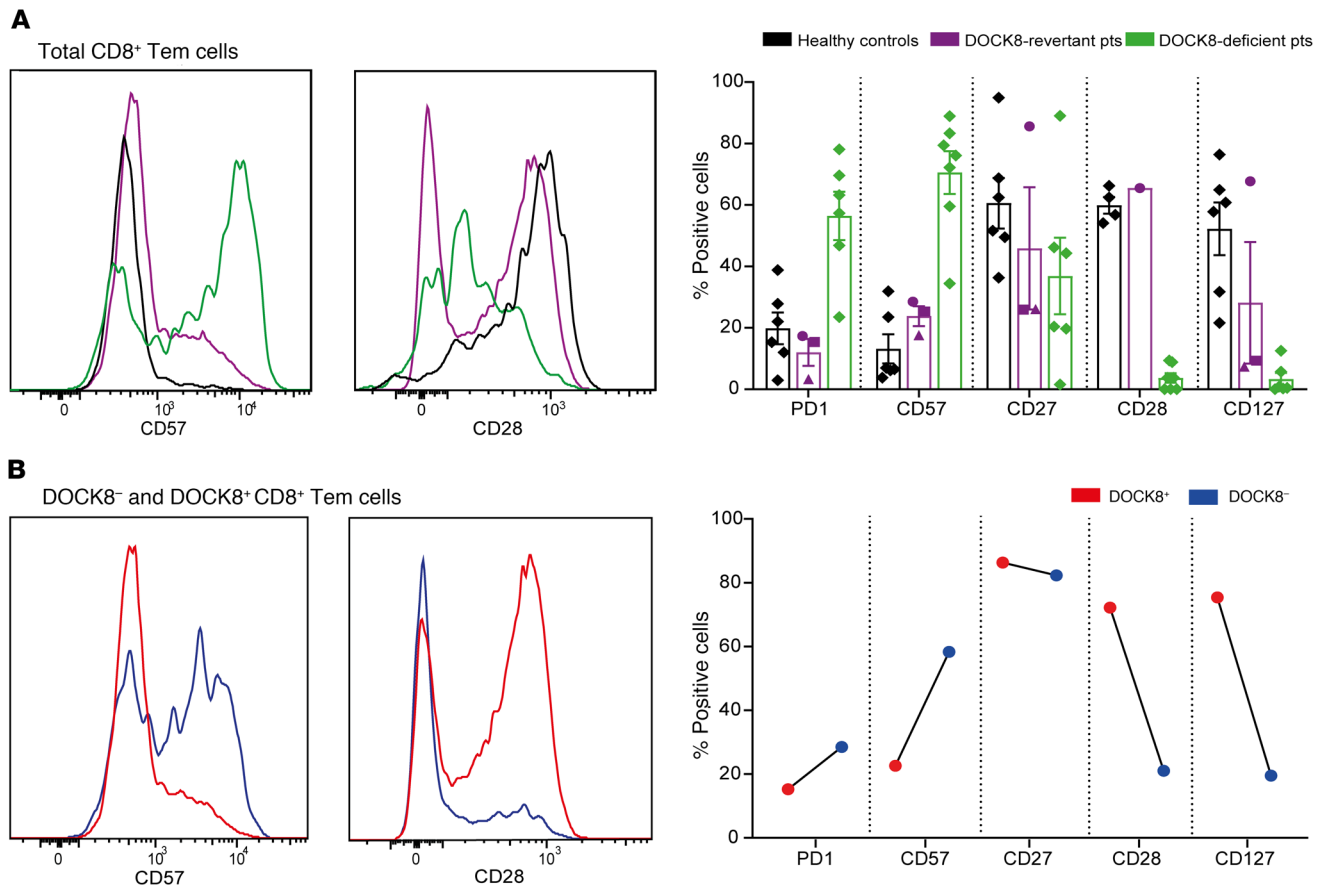 A
Total CD8⁺ Tem cells
0 10³ 10⁴
CD57
0 10³
CD28
Healthy controls DOCK8-revertant pts DOCK8-deficient pts
% Positive cells
100
80
60
40
20
0
PD1 CD57 CD27 CD28 CD127
B
DOCK8⁻ and DOCK8⁺ CD8⁺ Tem cells
0 10³ 10⁴
CD57
0 10³
CD28
DOCK8⁺ DOCK8⁻
% Positive cells
100
80
60
40
20
0
PD1 CD57 CD27 CD28 CD127